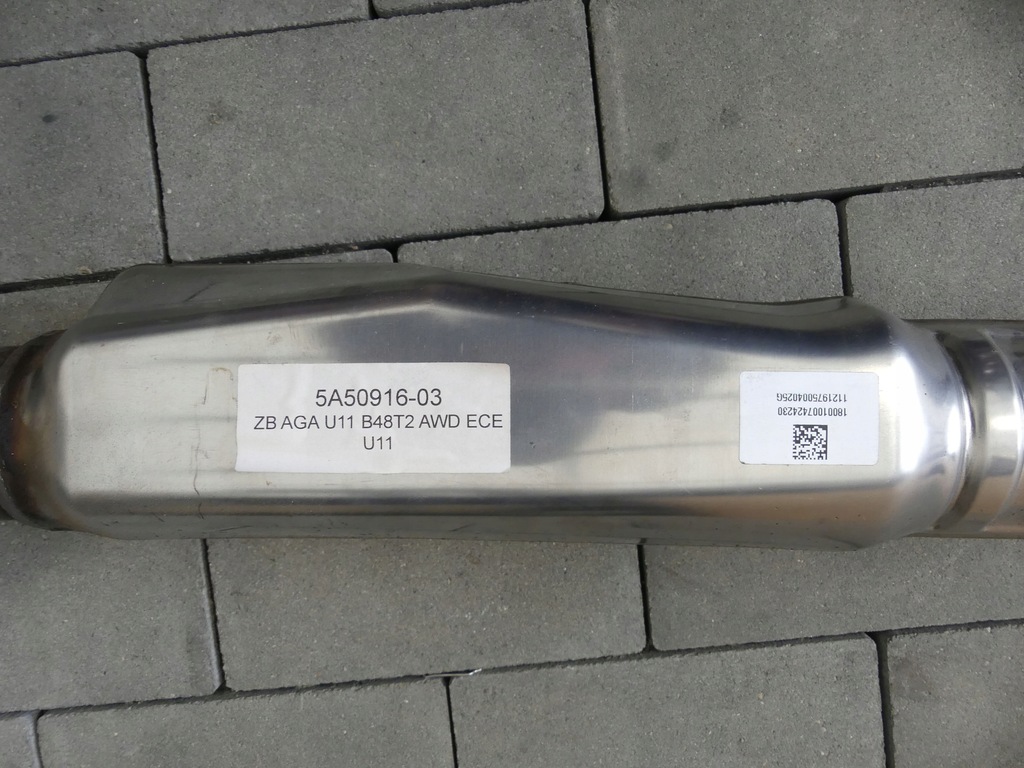 5A50916-03
ZB AGA U11 B48T2 AWD ECE
U11
18001007424230
1121975004025G